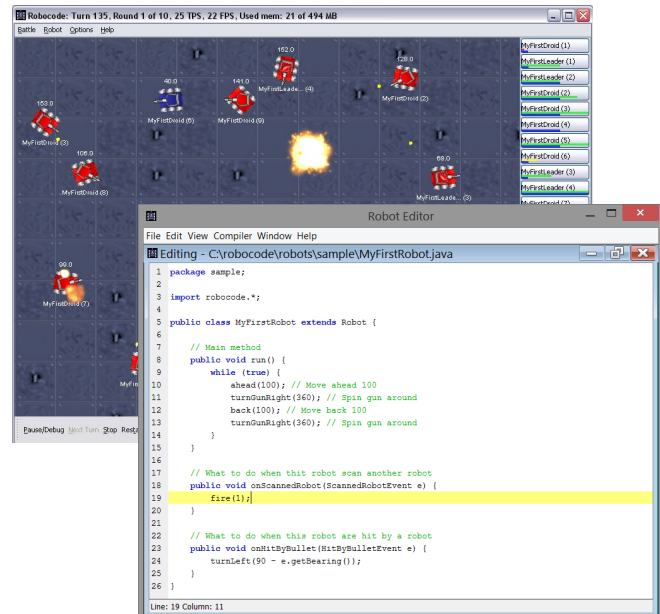 Robocode: Turn 135, Round 1 of 10, 25 TPS, 22 FPS, Used mem: 21 of 494 MB
Battle Robot Options Help
MyFirstDroid (1)
MyFirstLeader (1)
MyFirstLeader (2)
MyFirstDroid (2)
MyFirstDroid (3)
MyFirstDroid (4)
MyFirstDroid (5)
MyFirstDroid (6)
MyFirstLeader (3)
MyFirstLeader (4)
162.0
MyFirstLeade... (4)
128.0
MyFirstDroid (2)
40.0
MyFirstDroid (6)
141.0
MyFirstDroid (9)
153.0
MyFirstDroid (3)
106.0
MyFirstDroid (8)
68.0
MyFirstLeade... (3)
99.0
MyFirstDroid (7)
Pause/Debug Next Turn Stop
Robot Editor
File Edit View Compiler Window Help
Editing - C:\robocode\robots\sample\MyFirstRobot.java
1 package sample;
2
3 import robocode.*;
4
5 public class MyFirstRobot extends Robot {
6
7 // Main method
8 public void run() {
9 while (true) {
10 ahead(100); // Move ahead 100
11 turnGunRight(360); // Spin gun around
12 back(100); // Move back 100
13 turnGunRight(360); // Spin gun around
14 }
15 }
16
17 // What to do when thit robot scan another robot
18 public void onScannedRobot(ScannedRobotEvent e) {
19 fire(1);
20 }
21
22 // What to do when this robot are hit by a robot
23 public void onHitByBullet(HitByBulletEvent e) {
24 turnLeft(90 - e.getBearing());
25 }
26 }
Line: 19 Column: 11